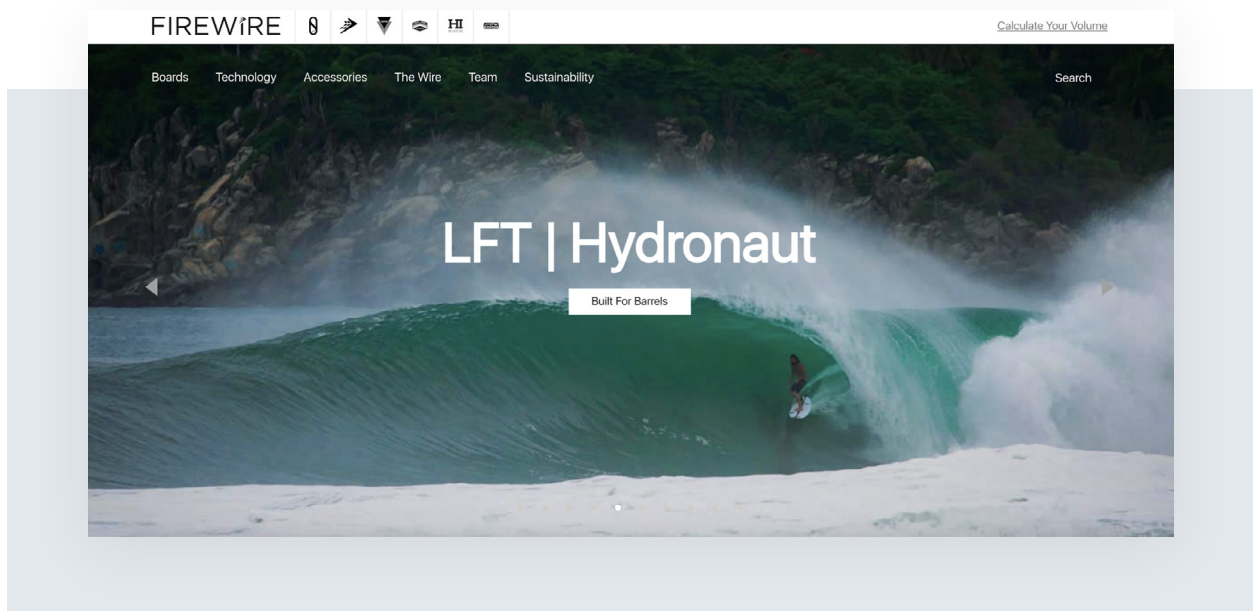 FIREWIRE
Calculate Your Volume
Boards Technology Accessories The Wire Team Sustainability Search
LFT | Hydronaut
Built For Barrels